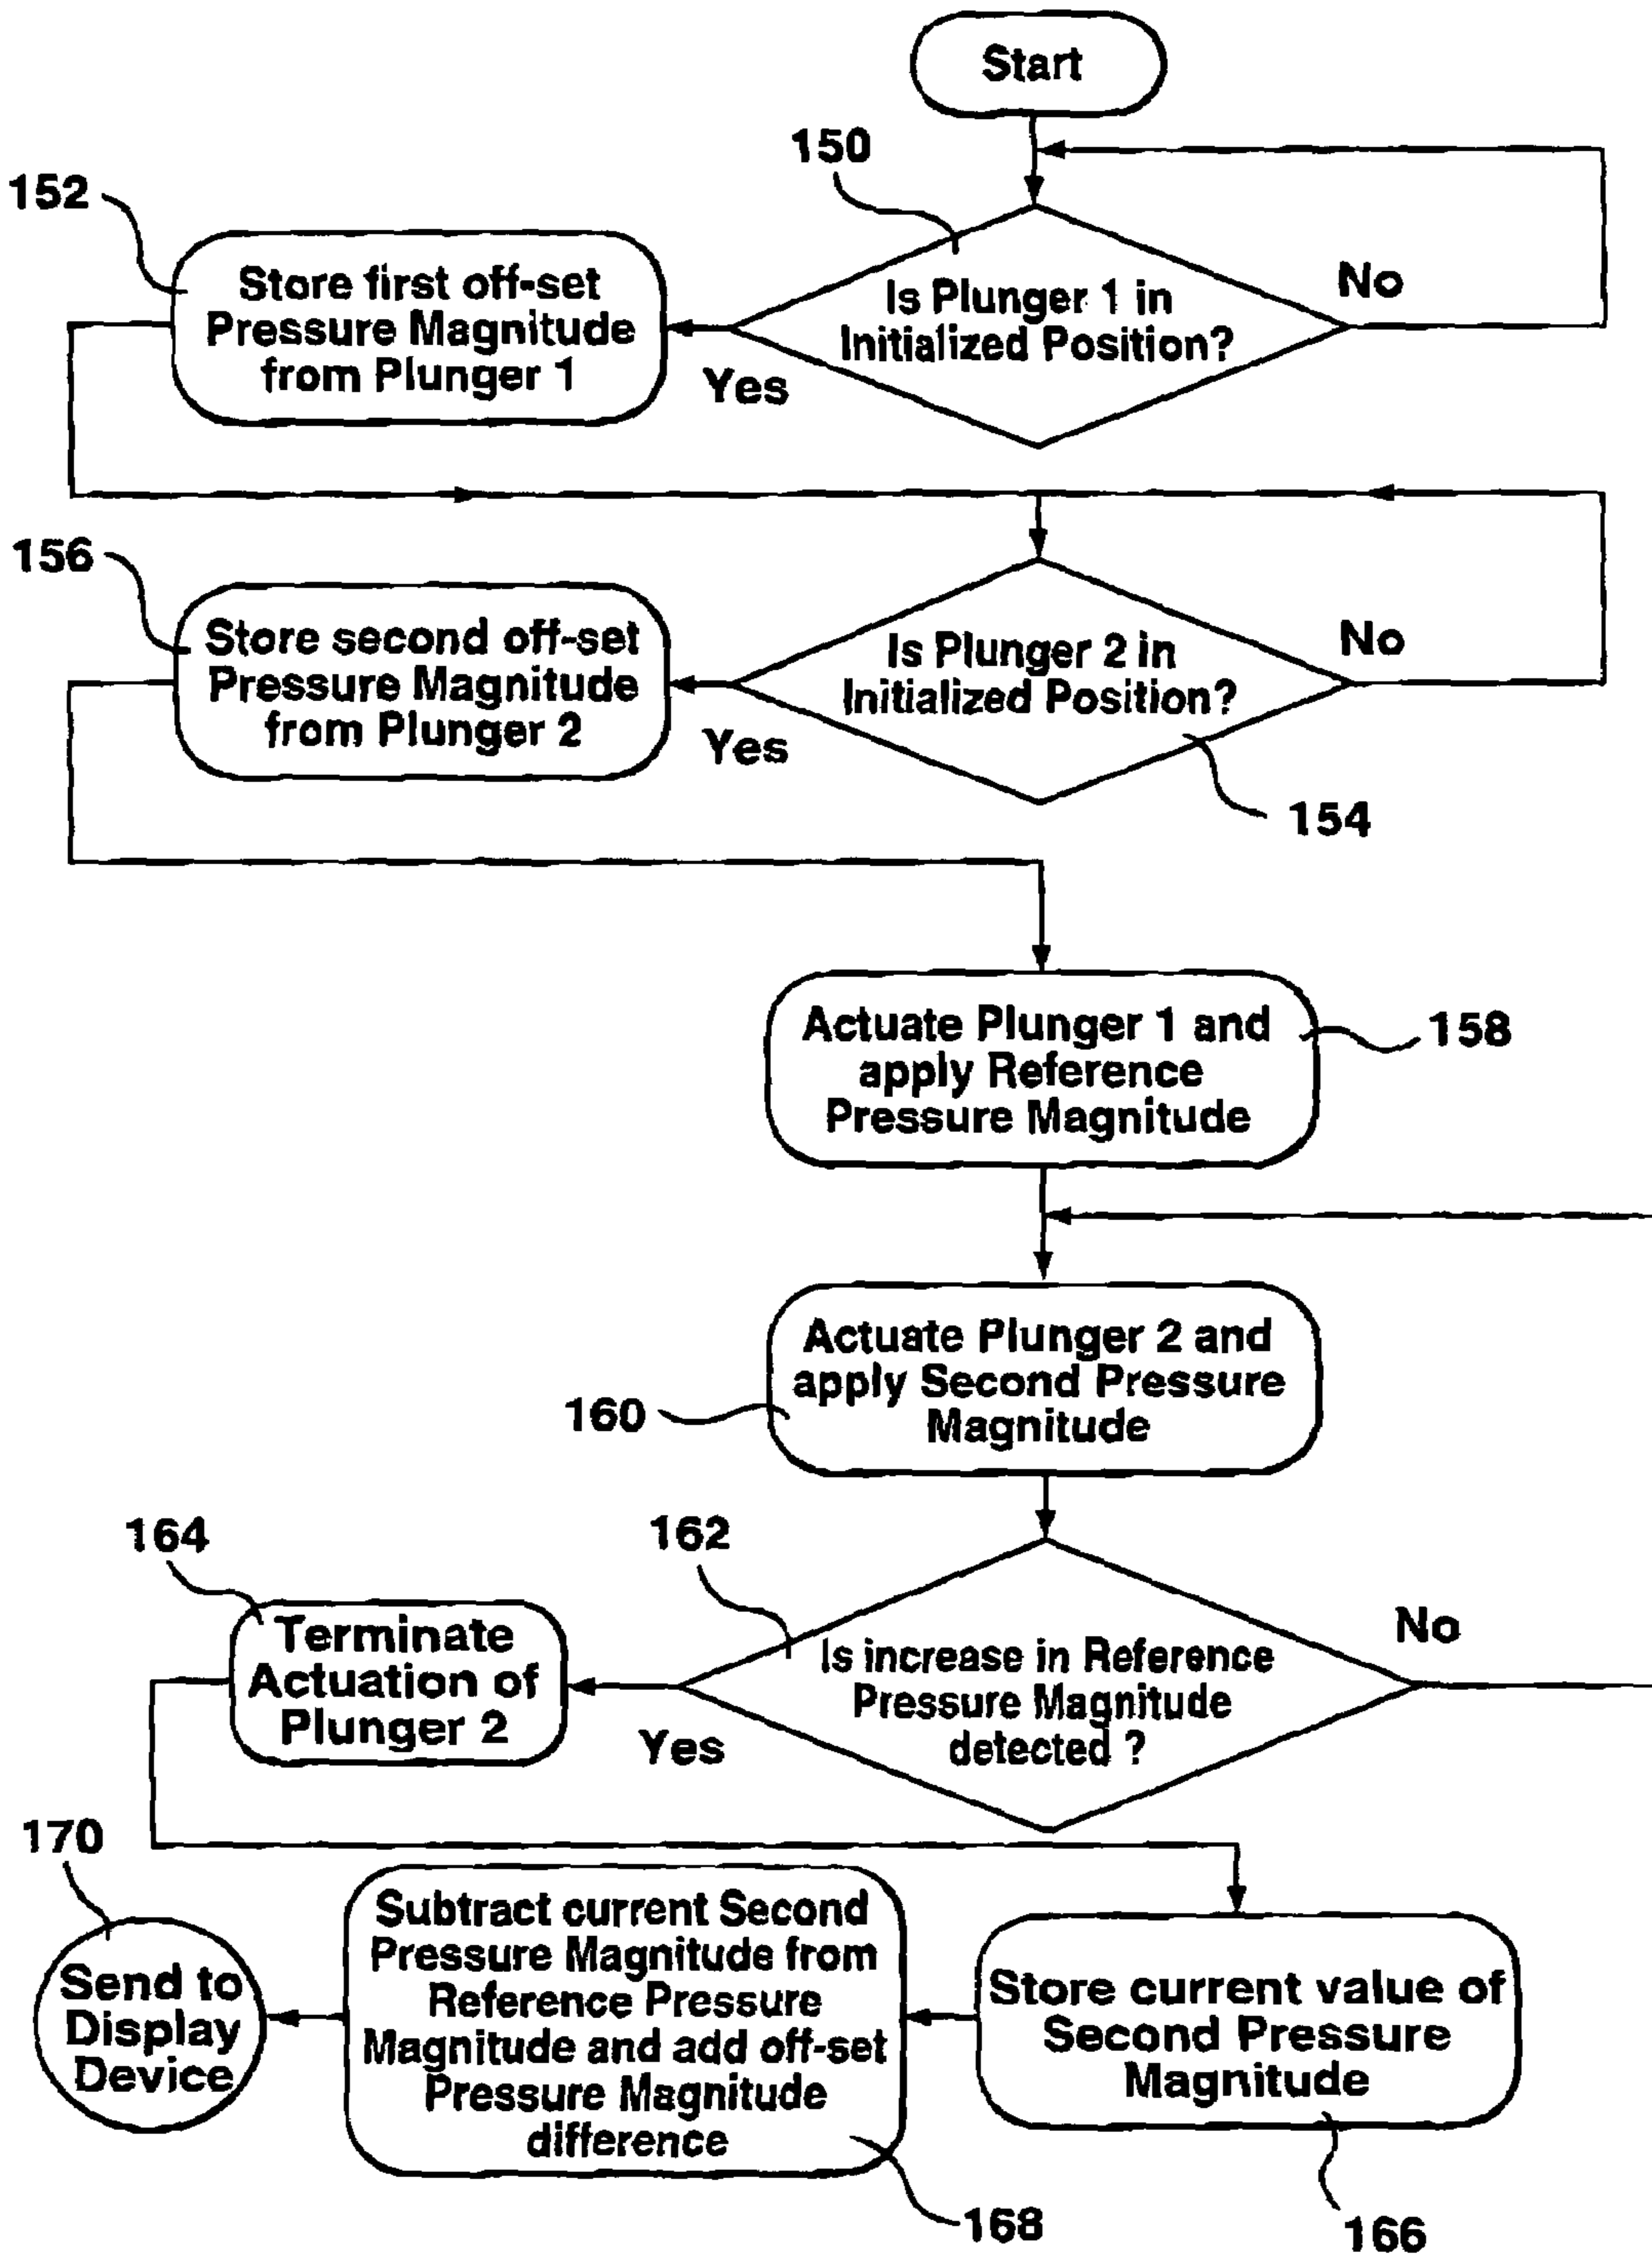 Start
150
152
Store first off-set
Pressure Magnitude
from Plunger 1
Is Plunger 1 in
Initialized Position?
No
Yes
156
Store second off-set
Pressure Magnitude
from Plunger 2
Is Plunger 2 in
Initialized Position?
No
Yes
154
Actuate Plunger 1 and
apply Reference
Pressure Magnitude
158
Actuate Plunger 2 and
apply Second Pressure
Magnitude
160
164
162
Terminate
Actuation of
Plunger 2
Is increase in Reference
Pressure Magnitude
detected ?
No
Yes
170
Send to
Display
Device
Subtract current Second
Pressure Magnitude from
Reference Pressure
Magnitude and add off-set
Pressure Magnitude
difference
Store current value of
Second Pressure
Magnitude
168
166